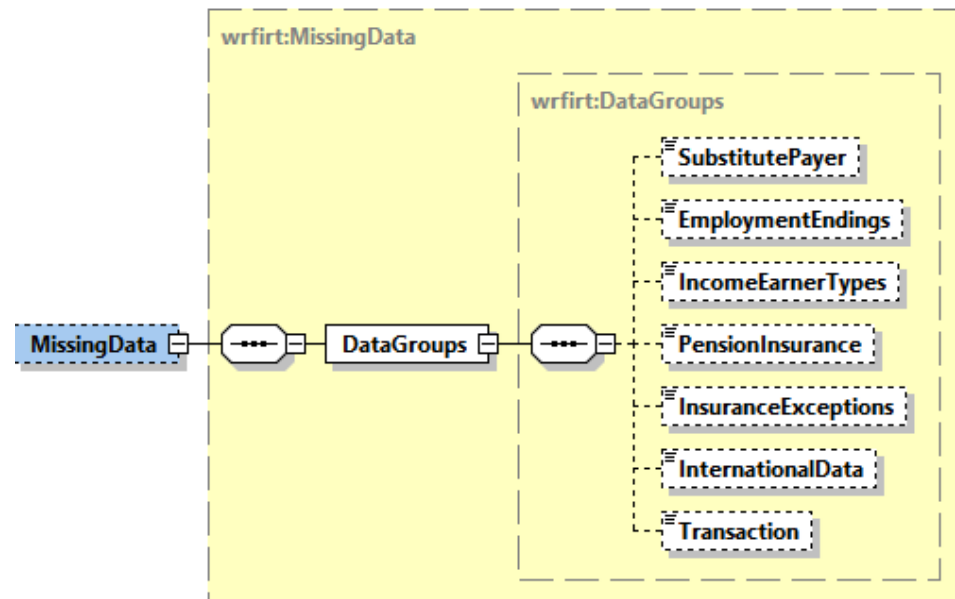 wrfirt:MissingData
wrfirt:DataGroups
SubstitutePayer
EmploymentEndings
IncomeEarnerTypes
MissingData
DataGroups
PensionInsurance
InsuranceExceptions
InternationalData
Transaction